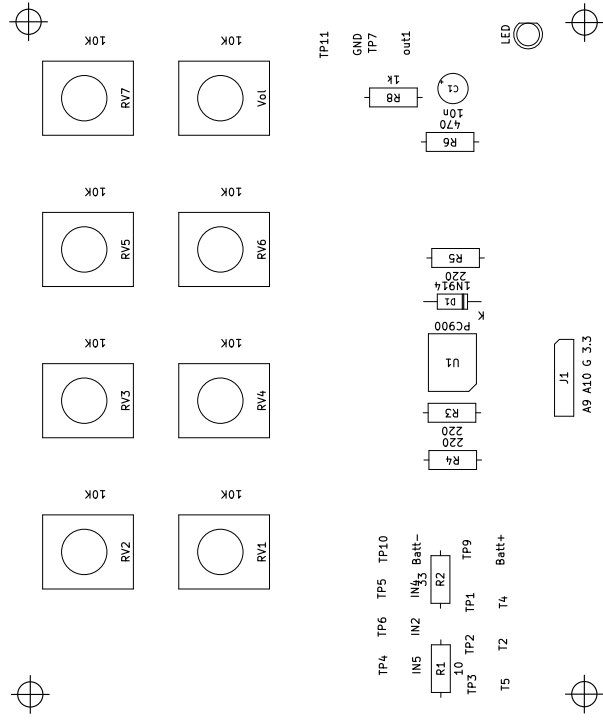 LED
TP11
GND
TP7
out1
10K
10K
RV7
Vol
1k
R8
+
C1
10n
470
R6
10K
10K
RV5
RV6
R5
220
1N914
D1
K
PC900
U1
10K
10K
RV3
RV4
J1
A9 A10 G 3.3
R3
220
220
R4
10K
10K
RV2
RV1
TP10
Batt-
TP9
Batt+
TP5
IN4
33
R2
TP1
T4
TP6
IN2
TP2
T2
TP4
IN5
R1
10
TP3
T5